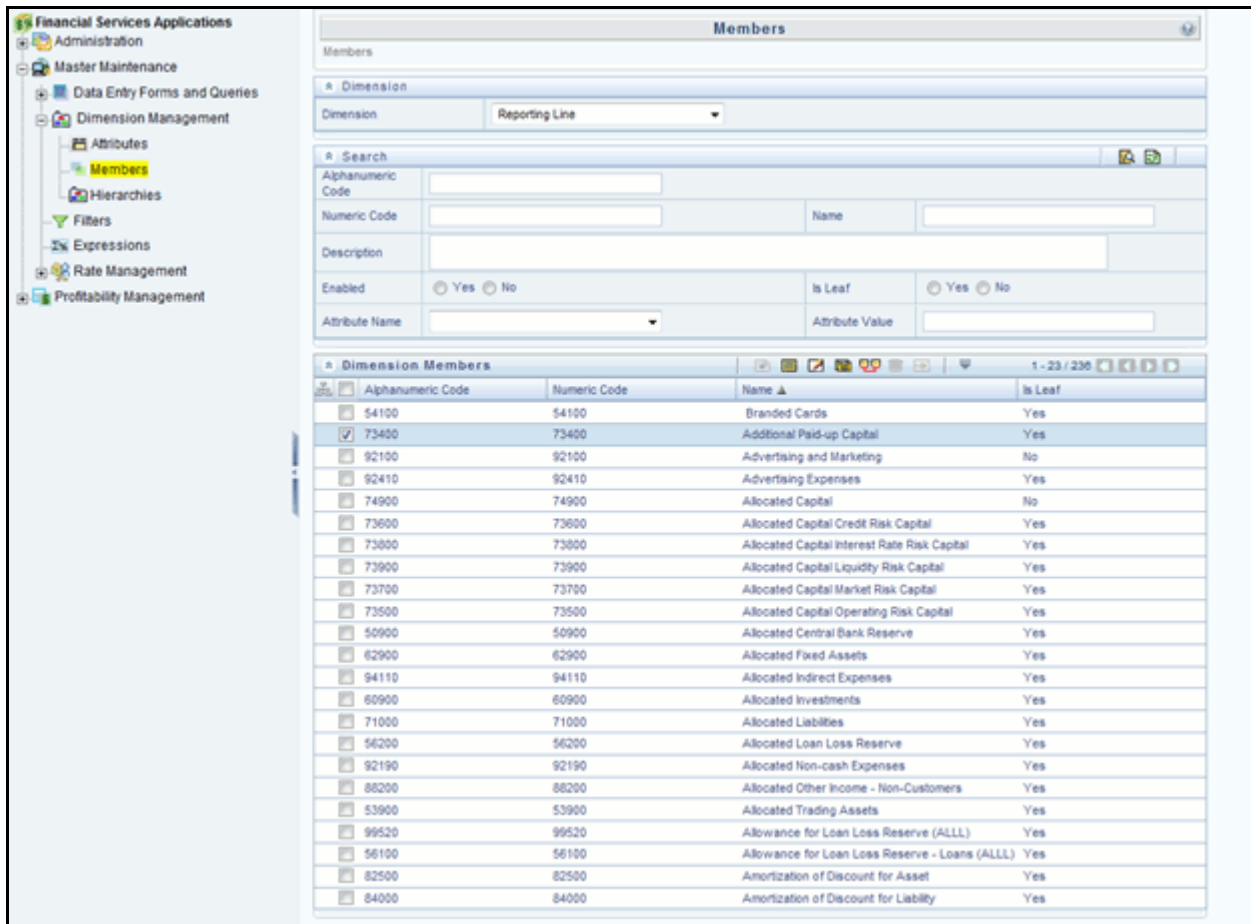 Financial Services Applications
Administration
Master Maintenance
Data Entry Forms and Queries
Dimension Management
Attributes
Members
Hierarchies
Filters
Expressions
Rate Management
Profitability Management
Members
Members
Dimension
Dimension Reporting Line
Search
Alphanumeric Code
Numeric Code Name
Description
Enabled Yes No Is Leaf Yes No
Attribute Name Attribute Value
Dimension Members 1 - 23 / 236
Alphanumeric Code Numeric Code Name Is Leaf
54100 54100 Branded Cards Yes
73400 73400 Additional Paid-up Capital Yes
92100 92100 Advertising and Marketing No
92410 92410 Advertising Expenses Yes
74900 74900 Allocated Capital No
73600 73600 Allocated Capital Credit Risk Capital Yes
73800 73800 Allocated Capital Interest Rate Risk Capital Yes
73900 73900 Allocated Capital Liquidity Risk Capital Yes
73700 73700 Allocated Capital Market Risk Capital Yes
73500 73500 Allocated Capital Operating Risk Capital Yes
50900 50900 Allocated Central Bank Reserve Yes
62900 62900 Allocated Fixed Assets Yes
94110 94110 Allocated Indirect Expenses Yes
60900 60900 Allocated Investments Yes
71000 71000 Allocated Liabilities Yes
56200 56200 Allocated Loan Loss Reserve Yes
92190 92190 Allocated Non-cash Expenses Yes
88200 88200 Allocated Other Income - Non-Customers Yes
53900 53900 Allocated Trading Assets Yes
99520 99520 Allowance for Loan Loss Reserve (ALLL) Yes
56100 56100 Allowance for Loan Loss Reserve - Loans (ALLL) Yes
82500 82500 Amortization of Discount for Asset Yes
84000 84000 Amortization of Discount for Liability Yes